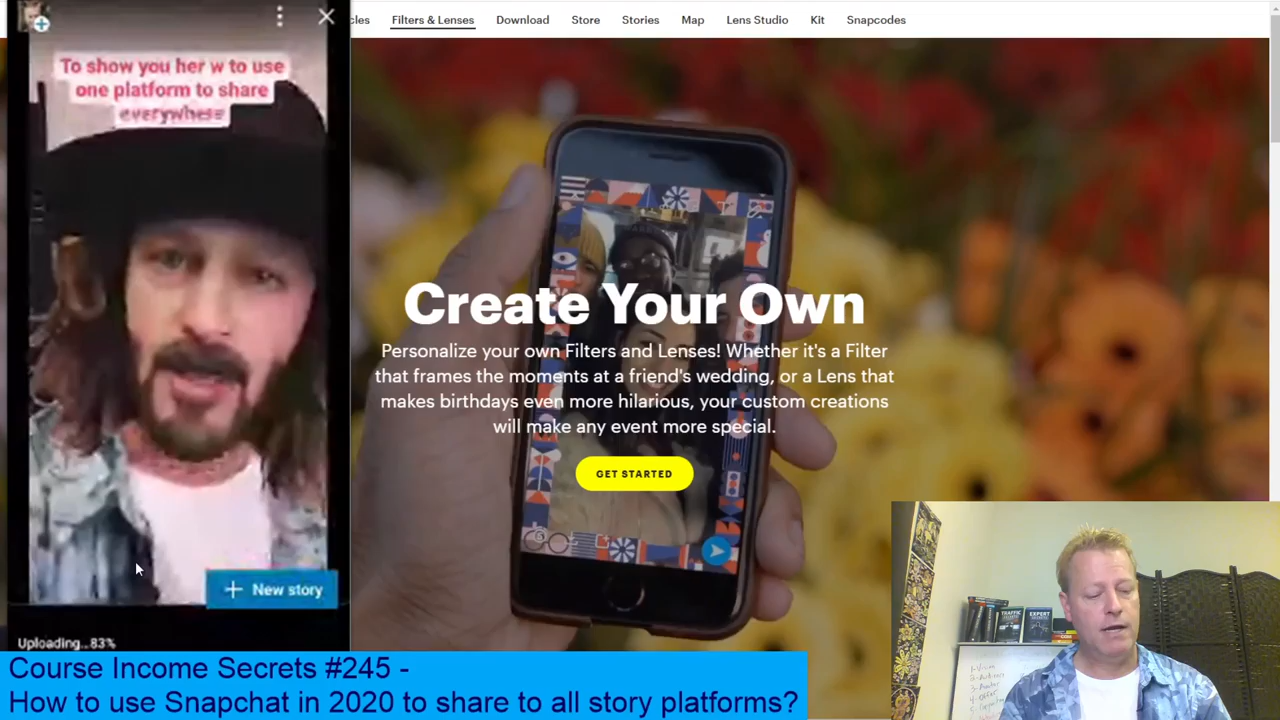 cles Filters & Lenses Download Store Stories Map Lens Studio Kit Snapcodes
To show you her w to use
one platform to share
everywhere
Create Your Own
Personalize your own Filters and Lenses! Whether it's a Filter
that frames the moments at a friend's wedding, or a Lens that
makes birthdays even more hilarious, your custom creations
will make any event more special.
GET STARTED
+ New story
Uploading...83%
TRAFFIC
EXPERT
Course Income Secrets #245 -
How to use Snapchat in 2020 to share to all story platforms?